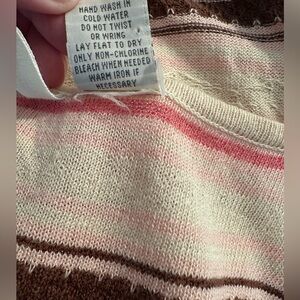 HAND WASH IN
COLD WATER
DO NOT TWIST
OR WRING
LAY FLAT TO DRY
ONLY NON-CHLORINE
BLEACH WHEN NEEDED
WARM IRON IF
NECESSARY